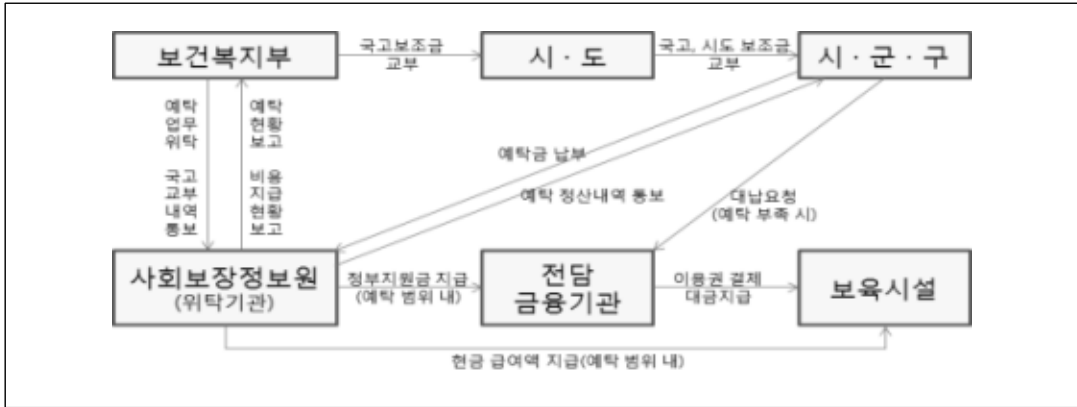 보건복지부
국고보조금
교부
시 · 도
국고, 시도 보조금
교부
시 · 군 · 구
예탁
업무
위탁
국고
교부
내역
통보
예탁
현황
보고
비용
지급
현황
보고
예탁금 납부
예탁 정산내역 통보
대납요청
(예탁 부족 시)
사회보장정보원
(위탁기관)
정부지원금 지급
(예탁 범위 내)
전담
금융기관
이용권 결제
대금지급
보육시설
현금 급여액 지급(예탁 범위 내)